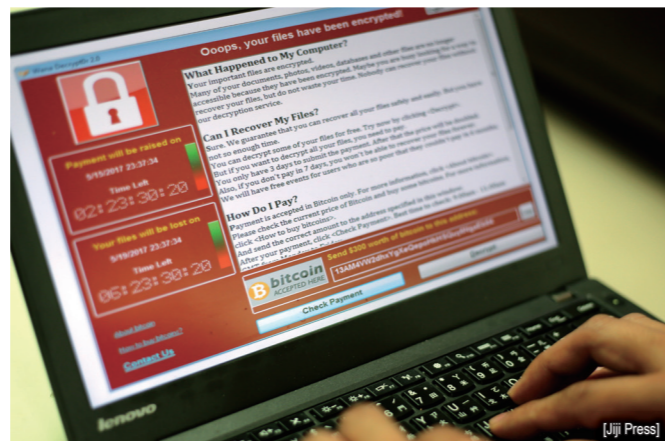 Wana Decrypt0r 2.0
Ooops, your files have been encrypted!
Payment will be raised on
5/15/2017 23:37:34
Time Left
02:23:30:20
Your files will be lost on
5/19/2017 23:37:34
Time Left
06:23:30:20
About bitcoin
How to buy bitcoins?
Contact Us
What Happened to My Computer?
Your important files are encrypted.
Many of your documents, photos, videos, databases and other files are no longer
accessible because they have been encrypted. Maybe you are busy looking for a way to
recover your files, but do not waste your time. Nobody can recover your files without
our decryption service.
Can I Recover My Files?
Sure. We guarantee that you can recover all your files safely and easily. But you have
not so enough time.
You can decrypt some of your files for free. Try now by clicking <Decrypt>.
But if you want to decrypt all your files, you need to pay.
You only have 3 days to submit the payment. After that the price will be doubled.
Also, if you don't pay in 7 days, you won't be able to recover your files forever.
We will have free events for users who are so poor that they couldn't pay in 6 months.
How Do I Pay?
Payment is accepted in Bitcoin only. For more information, click <About bitcoin>.
Please check the current price of Bitcoin and buy some bitcoins. For more information,
click <How to buy bitcoins>.
And send the correct amount to the address specified in this window.
After your payment, click <Check Payment>. Best time to check:
bitcoin
ACCEPTED HERE
Send $300 worth of bitcoin to this address:
Check Payment
Decrypt
lenovo
[Jiji Press]